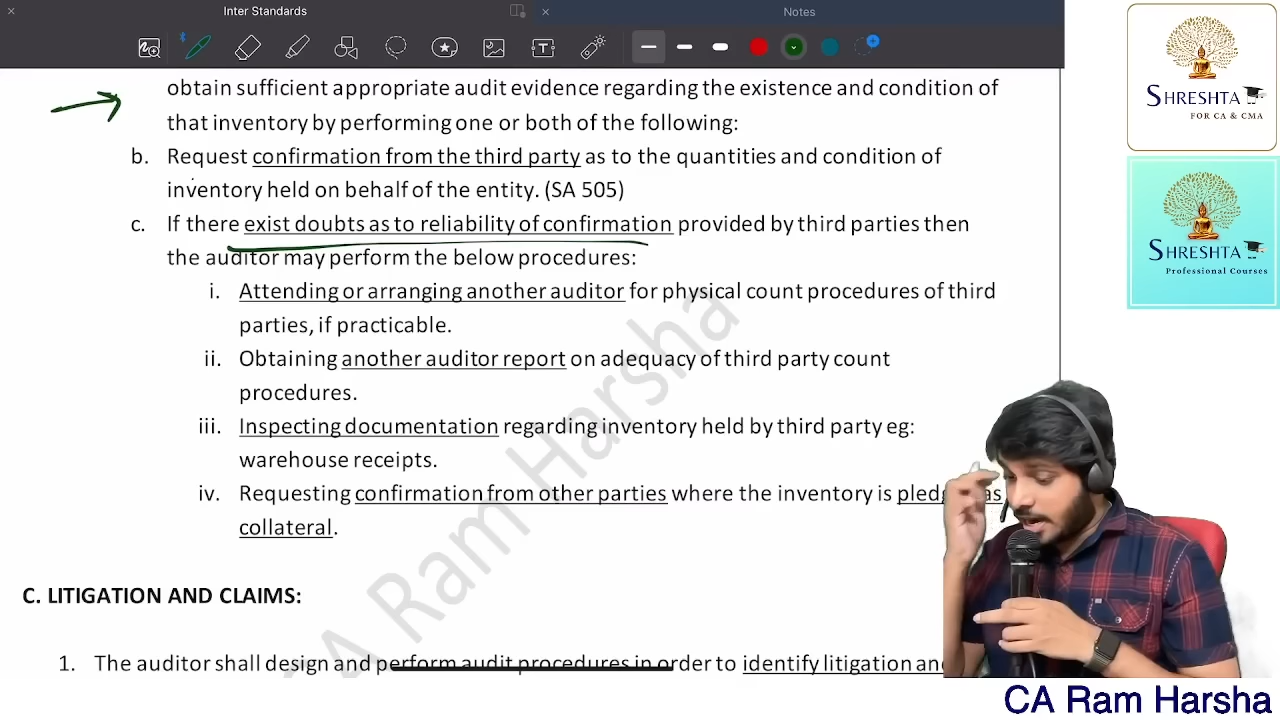 Inter Standards
Notes
obtain sufficient appropriate audit evidence regarding the existence and condition of
that inventory by performing one or both of the following:
b. Request confirmation from the third party as to the quantities and condition of
inventory held on behalf of the entity. (SA 505)
c. If there exist doubts as to reliability of confirmation provided by third parties then
the auditor may perform the below procedures:
i. Attending or arranging another auditor for physical count procedures of third
parties, if practicable.
ii. Obtaining another auditor report on adequacy of third party count
procedures.
iii. Inspecting documentation regarding inventory held by third party eg:
warehouse receipts.
iv. Requesting confirmation from other parties where the inventory is
collateral.
C. LITIGATION AND CLAIMS:
1. The auditor shall design and perform audit procedures in order to identify litigation
A Ram Harsha
SHRESHTA
FOR CA & CMA
SHRESHTA
Professional Courses
CA Ram Harsha